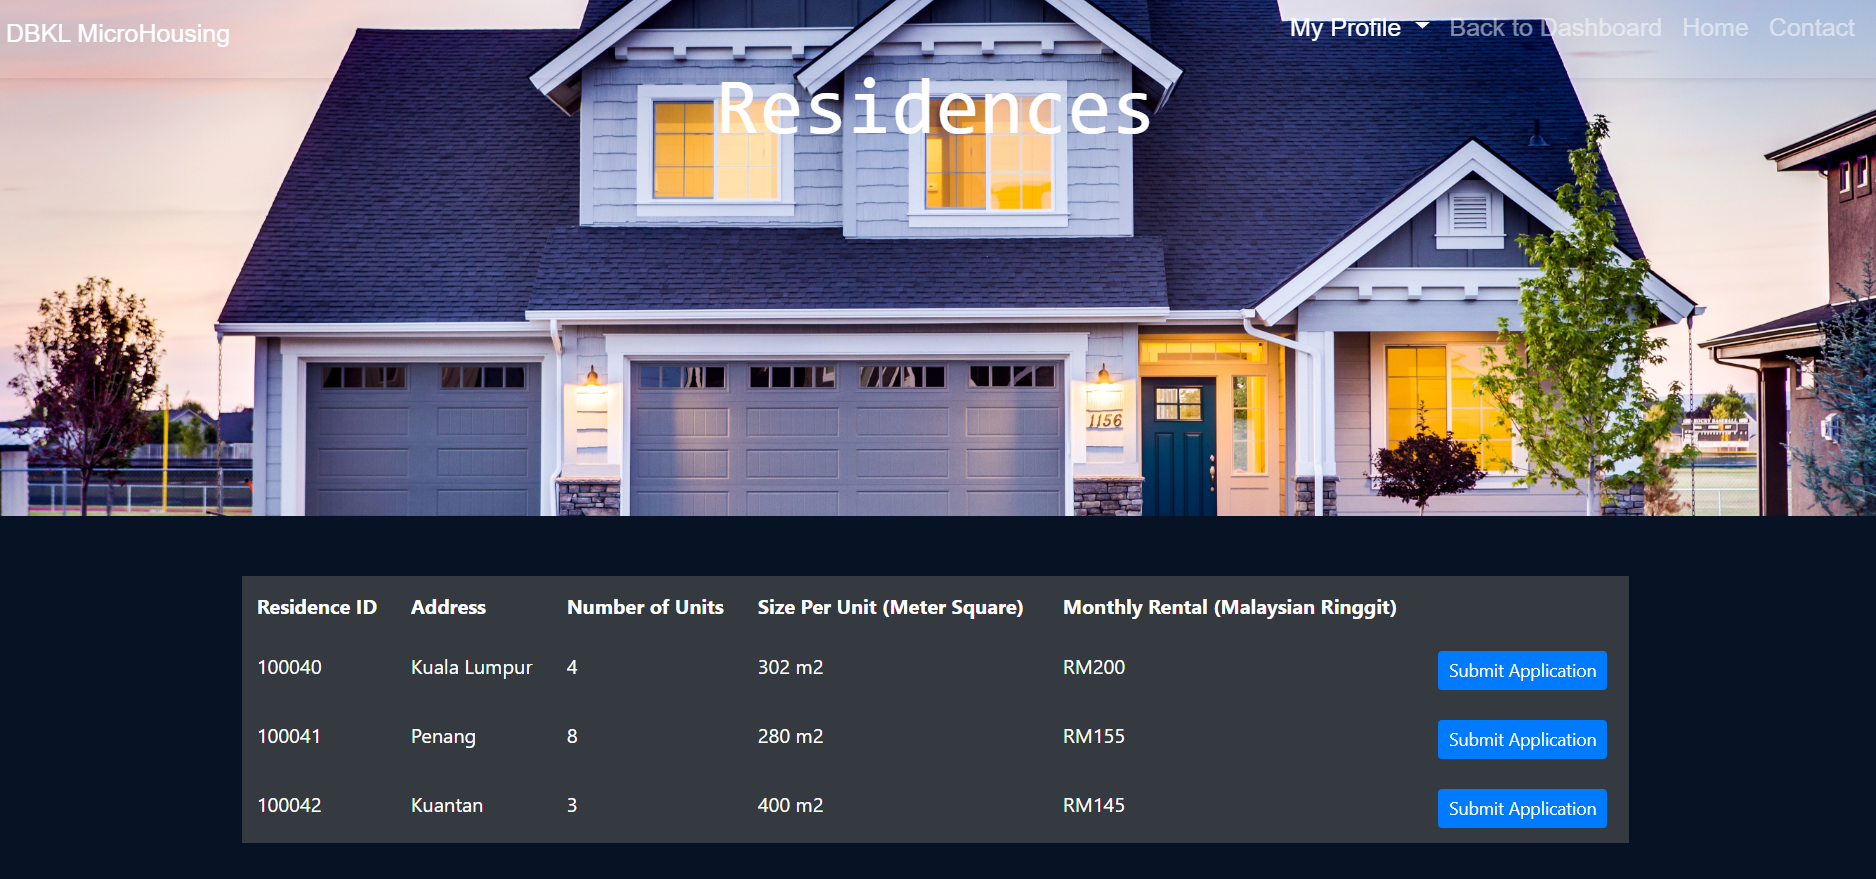 DBKL MicroHousing
My Profile Back to Dashboard Home Contact
Residences
1156
Residence ID Address Number of Units Size Per Unit (Meter Square) Monthly Rental (Malaysian Ringgit)
100040 Kuala Lumpur 4 302 m2 RM200 Submit Application
100041 Penang 8 280 m2 RM155 Submit Application
100042 Kuantan 3 400 m2 RM145 Submit Application